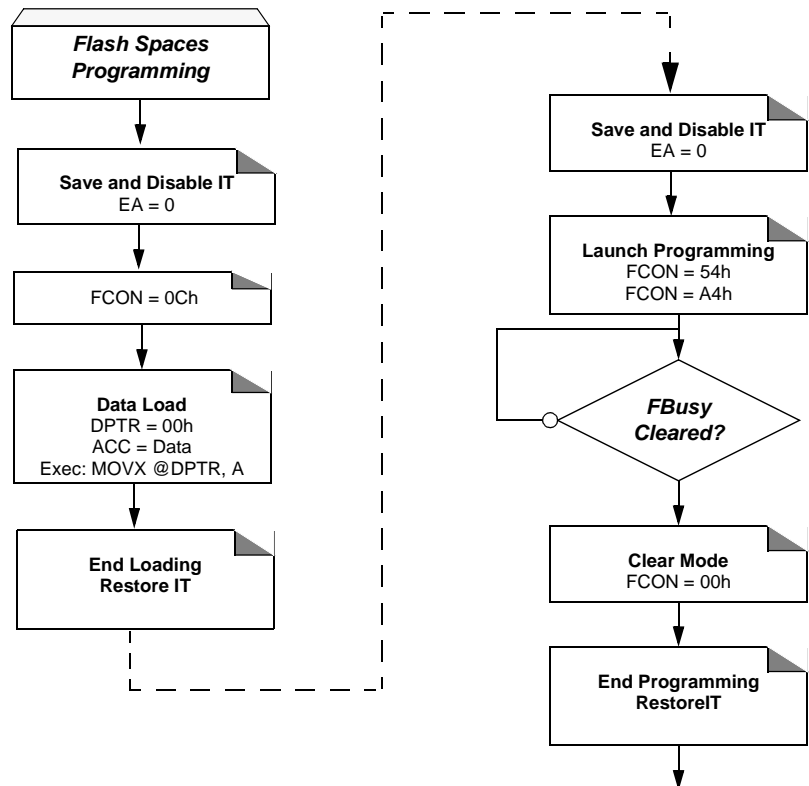 Flash Spaces
Programming
Save and Disable IT
EA = 0
FCON = 0Ch
Data Load
DPTR = 00h
ACC = Data
Exec: MOVX @DPTR, A
End Loading
Restore IT
Save and Disable IT
EA = 0
Launch Programming
FCON = 54h
FCON = A4h
FBusy
Cleared?
Clear Mode
FCON = 00h
End Programming
RestoreIT